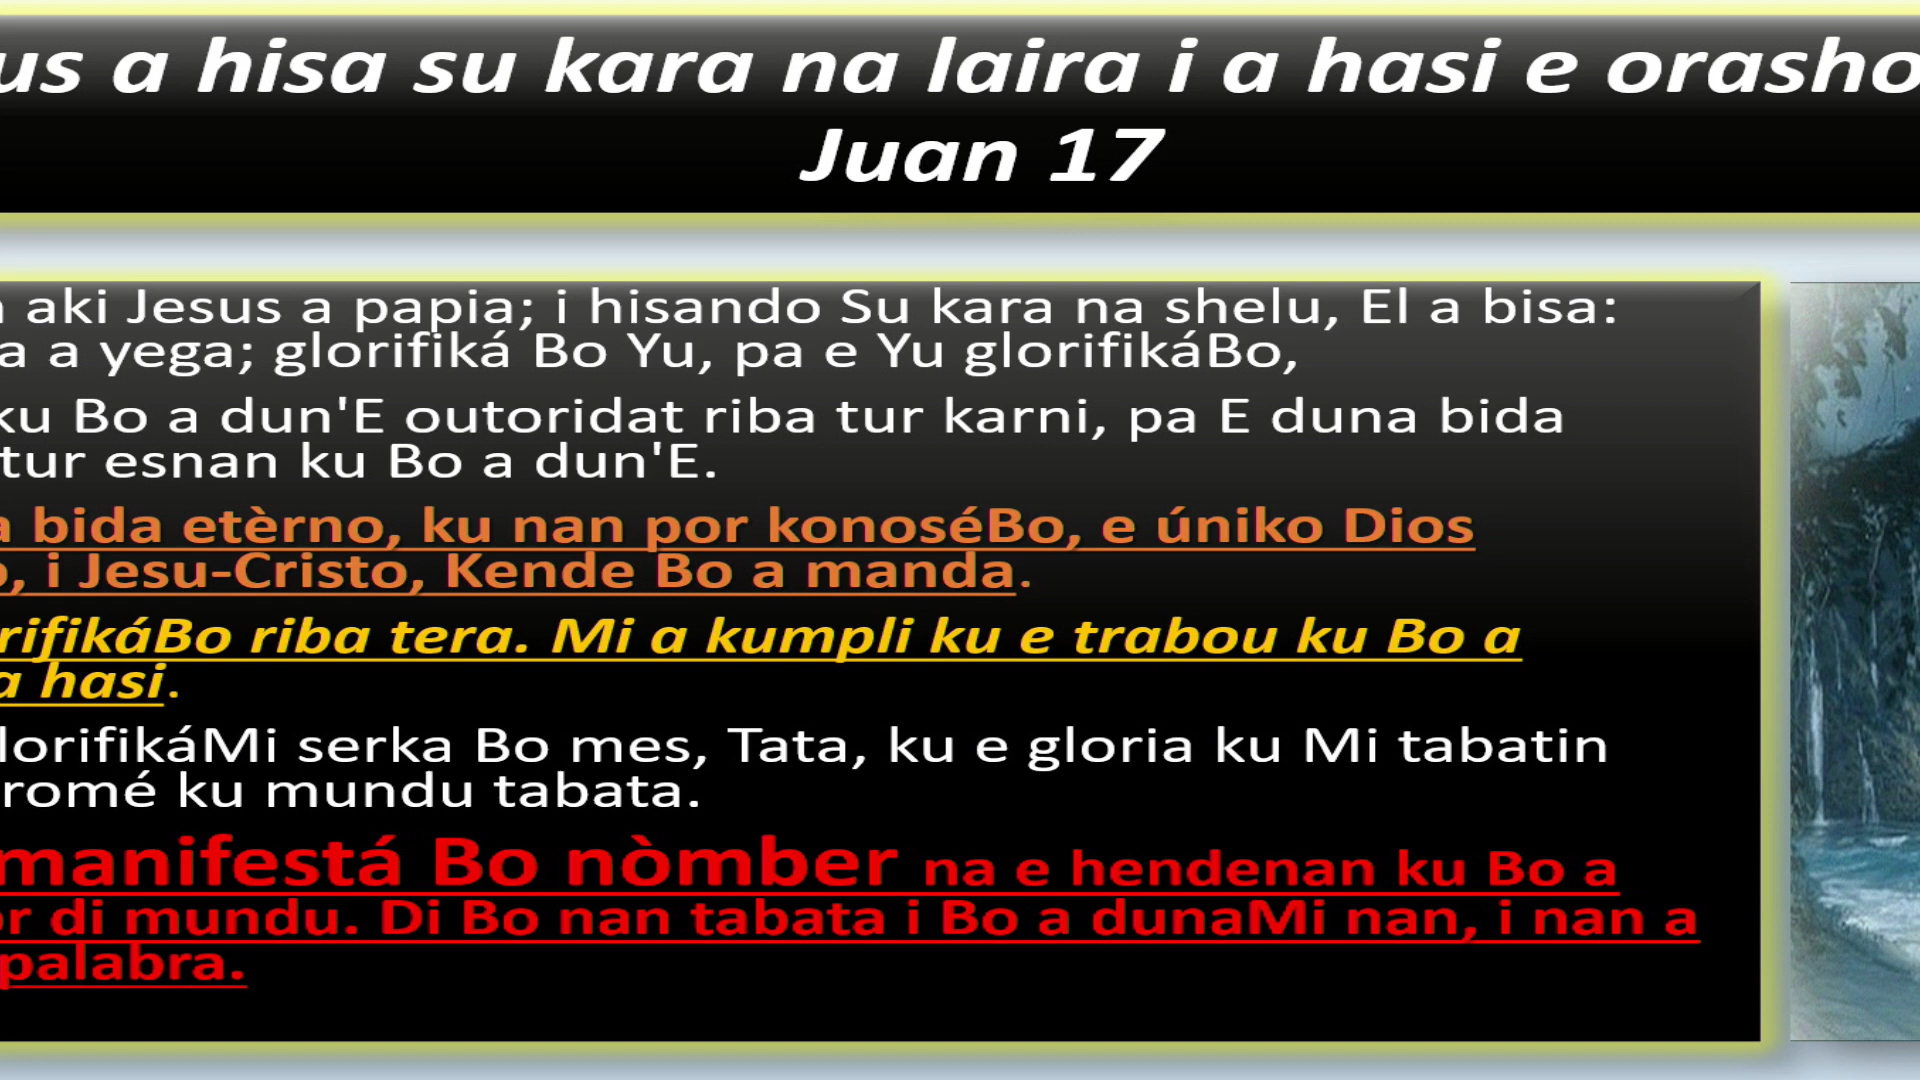 us a hisa su kara na laira i a hasi e orasho
Juan 17
aki Jesus a papia; i hisando Su kara na shelu, El a bisa:
a a yega; glorifiká Bo Yu, pa e Yu glorifikáBo,
ku Bo a dun'E outoridat riba tur karni, pa E duna bida
tur esnan ku Bo a dun'E.
a bida etèrno, ku nan por konoséBo, e úniko Dios
o, i Jesu-Cristo, Kende Bo a manda.
rifikáBo riba tera. Mi a kumpli ku e trabou ku Bo a
a hasi.
lorifikáMi serka Bo mes, Tata, ku e gloria ku Mi tabatin
romé ku mundu tabata.
manifestá Bo nòmber na e hendenan ku Bo a
or di mundu. Di Bo nan tabata i Bo a dunaMi nan, i nan a
palabra.